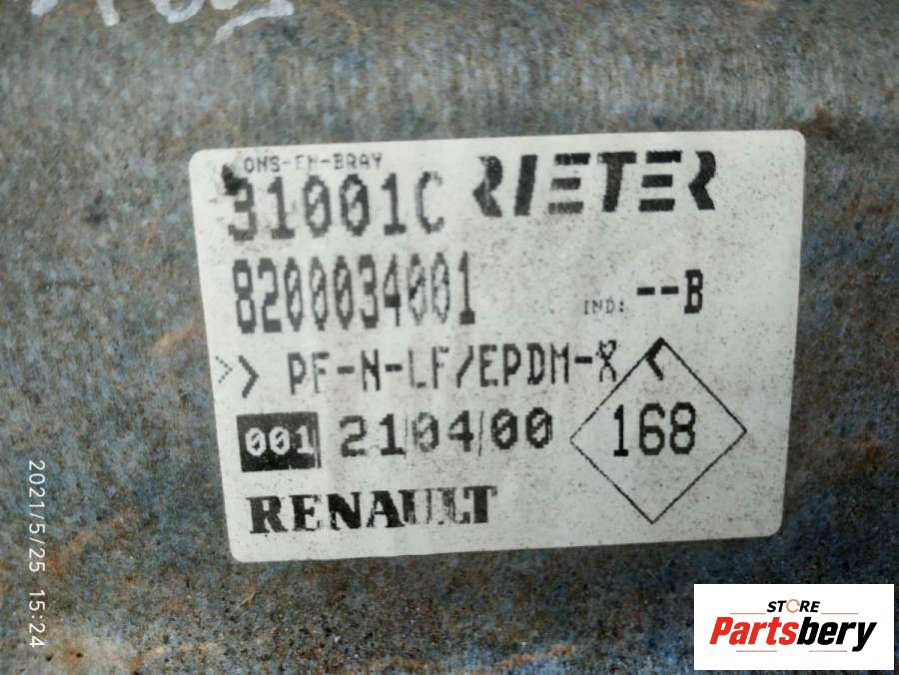 ONS-EN-BRAY
31001C RIETER
8200034001 IND: --B
>> PF-N-LF/EPDM-X <
001 21/04/00 168
RENAULT
2021/5/25 15:24
STORE
Partsbery